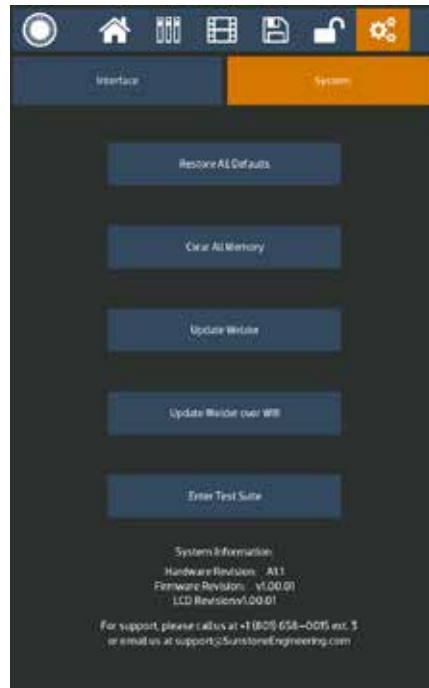 Interface
System
Restore All Defaults
Clear All Memory
Update Welder
Update Welder over Wifi
Enter Test Suite
System Information
Hardware Revision: A1.1
Firmware Revision: v1.00.01
LCD Revision:v1.00.01
For support, please call us at +1 (801) 658-0015 ext. 3
or email us at support@SunstoneEngineering.com